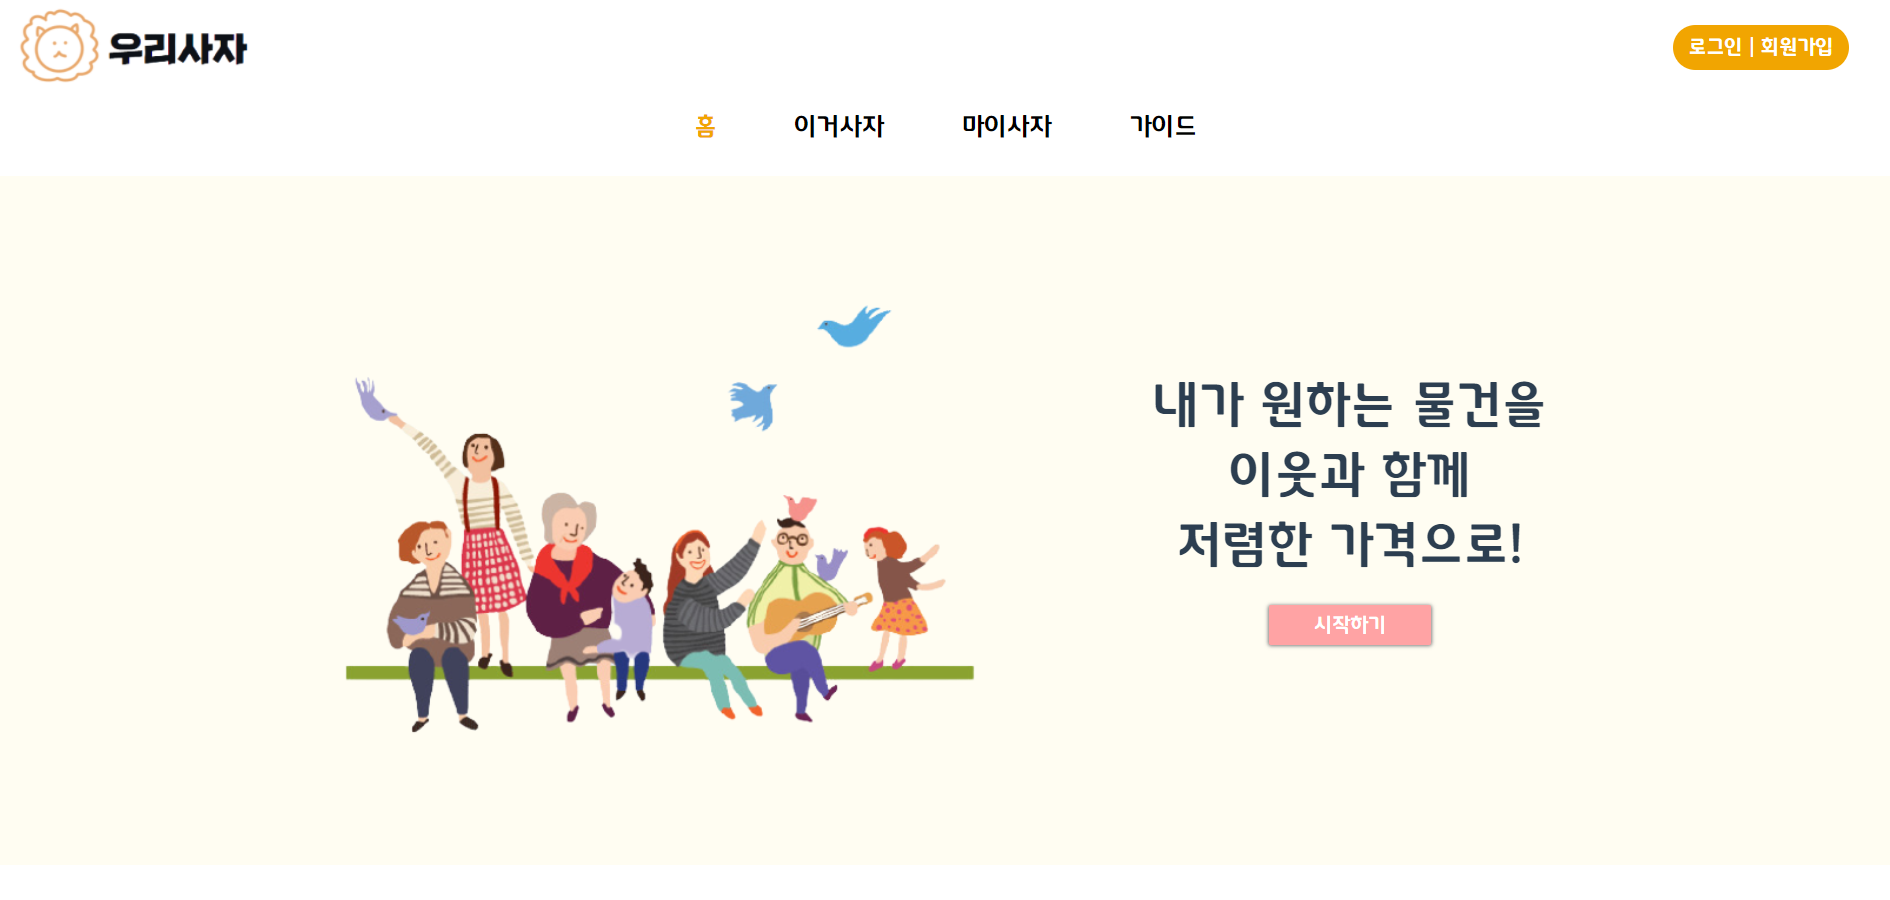 우리사자
로그인 | 회원가입
홈 이거사자 마이사자 가이드
내가 원하는 물건을
이웃과 함께
저렴한 가격으로!
시작하기